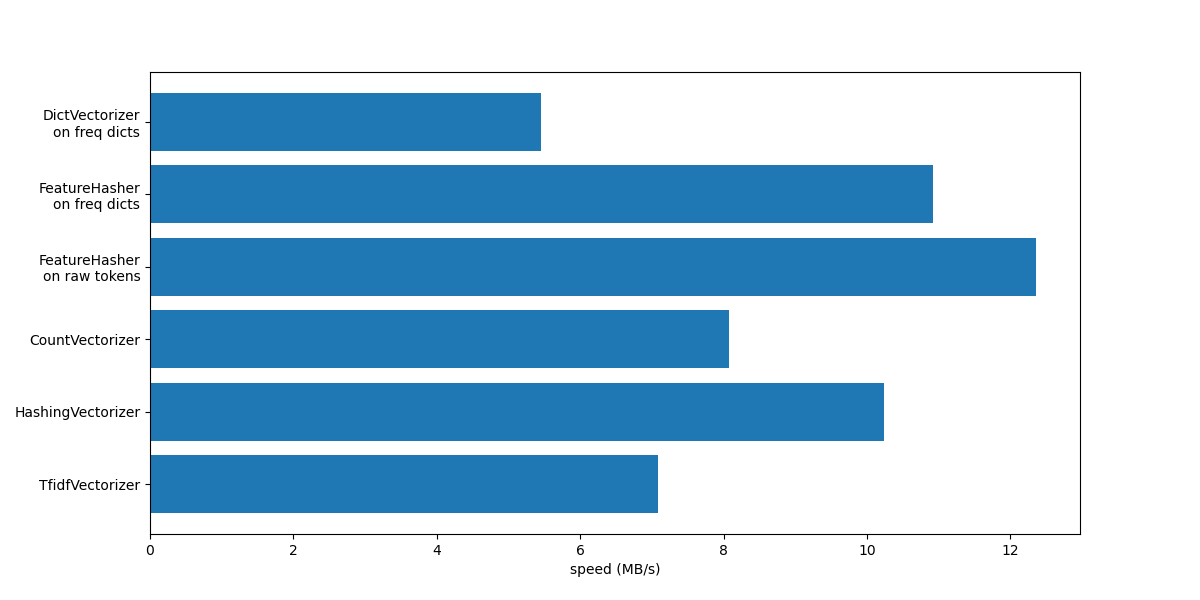 DictVectorizer
on freq dicts
FeatureHasher
on freq dicts
FeatureHasher
on raw tokens
CountVectorizer
HashingVectorizer
TfidfVectorizer
0 2 4 6 8 10 12
speed (MB/s)